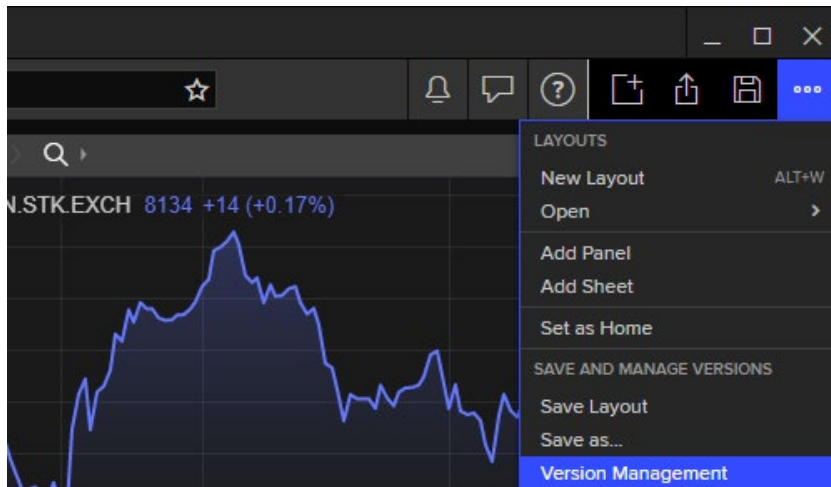 N.STK.EXCH 8134 +14 (+0.17%)
LAYOUTS
New Layout ALT+W
Open
Add Panel
Add Sheet
Set as Home
SAVE AND MANAGE VERSIONS
Save Layout
Save as...
Version Management